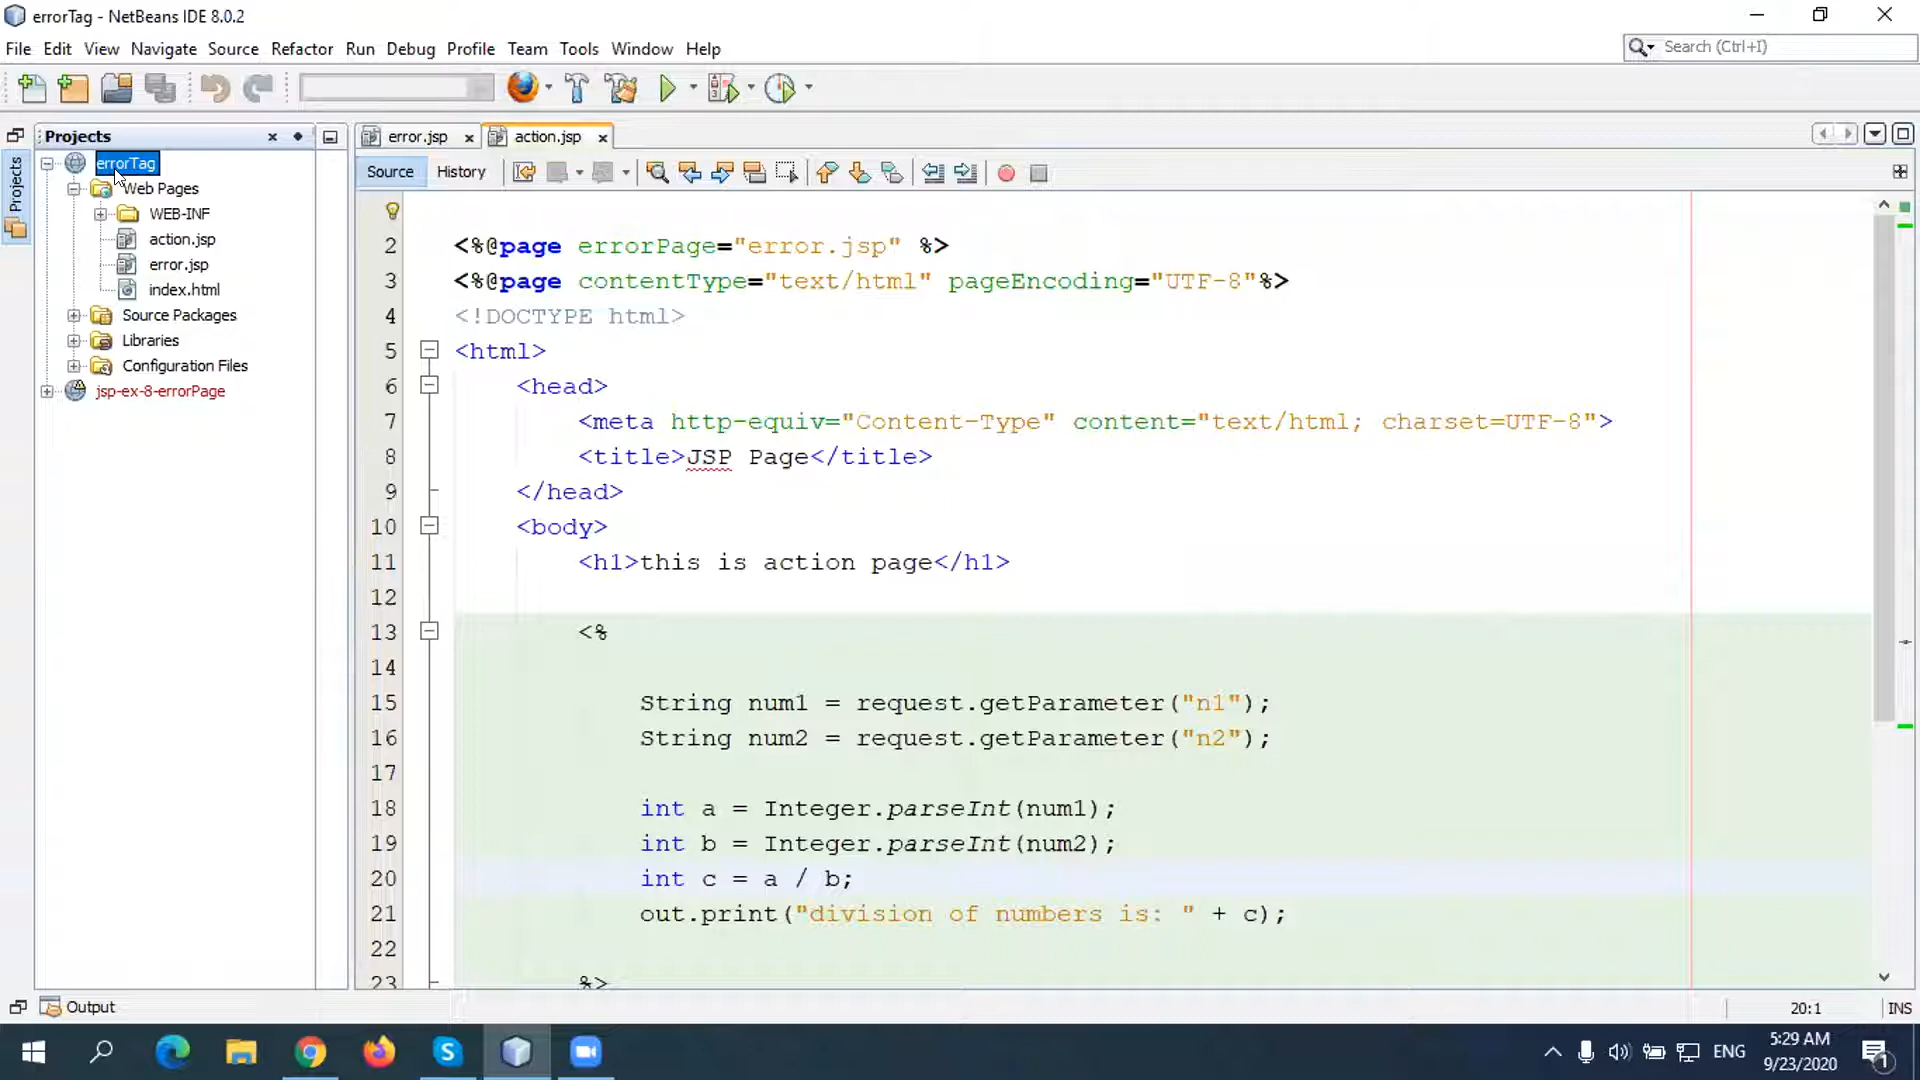 errorTag - NetBeans IDE 8.0.2
File Edit View Navigate Source Refactor Run Debug Profile Team Tools Window Help
Search (Ctrl+I)
Projects
Projects
errorTag
Web Pages
WEB-INF
action.jsp
error.jsp
index.html
Source Packages
Libraries
Configuration Files
jsp-ex-8-errorPage
error.jsp action.jsp
Source History
2 <%@page errorPage="error.jsp" %>
3 <%@page contentType="text/html" pageEncoding="UTF-8"%>
4 <!DOCTYPE html>
5 <html>
6 <head>
7 <meta http-equiv="Content-Type" content="text/html; charset=UTF-8">
8 <title>JSP Page</title>
9 </head>
10 <body>
11 <h1>this is action page</h1>
12
13 <%
14
15 String num1 = request.getParameter("n1");
16 String num2 = request.getParameter("n2");
17
18 int a = Integer.parseInt(num1);
19 int b = Integer.parseInt(num2);
20 int c = a / b;
21 out.print("division of numbers is: " + c);
22
23 %>
Output
20:1 INS
ENG
5:29 AM
9/23/2020
1